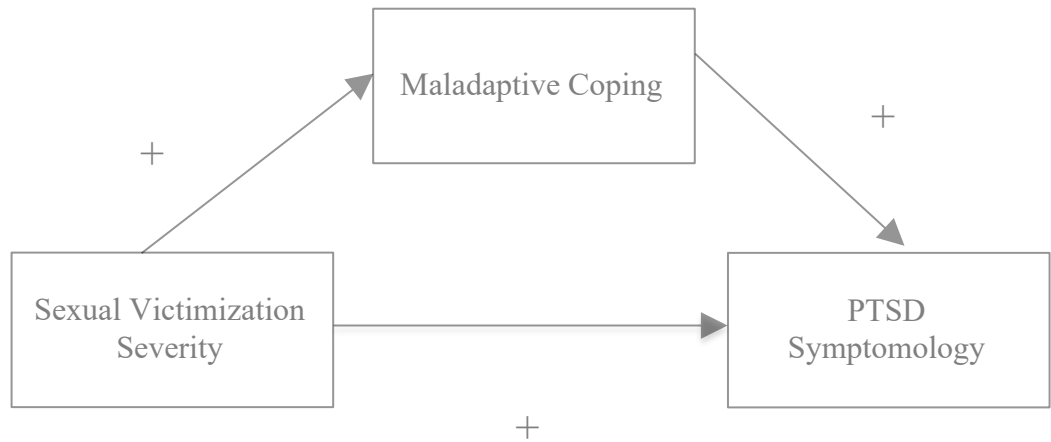 Maladaptive Coping
+
+
Sexual Victimization
Severity
PTSD
Symptomology
+